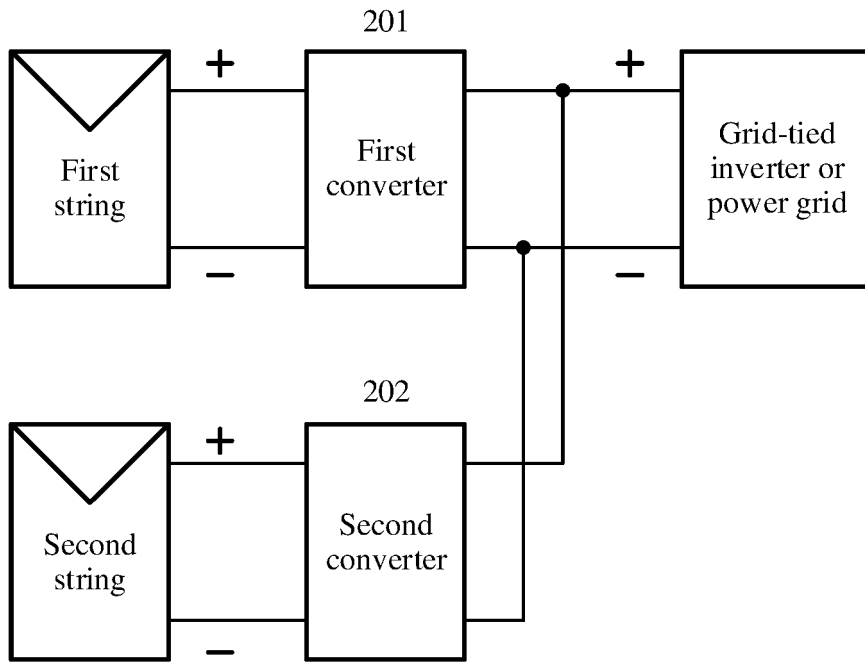 201
+
+
First
string
First
converter
Grid-tied
inverter or
power grid
−
−
202
+
Second
string
Second
converter
−